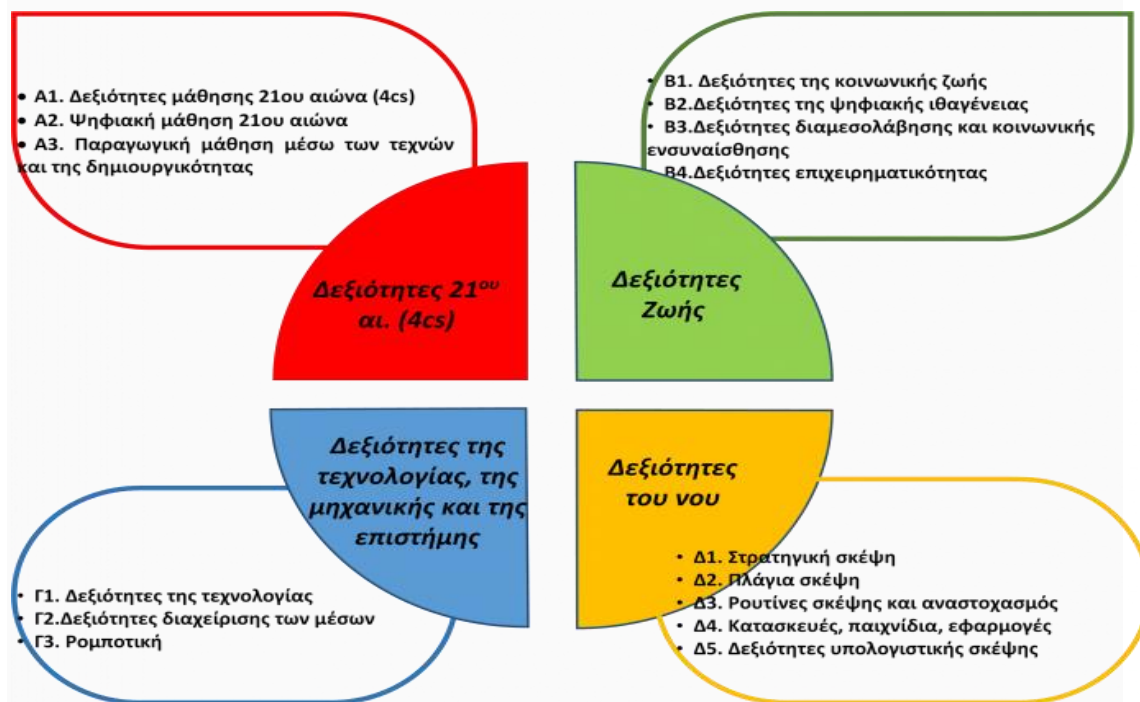 • Α1. Δεξιότητες μάθησης 21ου αιώνα (4cs)
• Α2. Ψηφιακή μάθηση 21ου αιώνα
• Α3. Παραγωγική μάθηση μέσω των τεχνών
και της δημιουργικότητας
• Β1. Δεξιότητες της κοινωνικής ζωής
• Β2.Δεξιότητες της ψηφιακής ιθαγένειας
• Β3.Δεξιότητες διαμεσολάβησης και κοινωνικής
ενσυναίσθησης
• Β4.Δεξιότητες επιχειρηματικότητας
Δεξιότητες 21ου
αι. (4cs)
Δεξιότητες
Ζωής
Δεξιότητες της
τεχνολογίας, της
μηχανικής και της
επιστήμης
Δεξιότητες
του νου
• Γ1. Δεξιότητες της τεχνολογίας
• Γ2.Δεξιότητες διαχείρισης των μέσων
• Γ3. Ρομποτική
• Δ1. Στρατηγική σκέψη
• Δ2. Πλάγια σκέψη
• Δ3. Ρουτίνες σκέψης και αναστοχασμός
• Δ4. Κατασκευές, παιχνίδια, εφαρμογές
• Δ5. Δεξιότητες υπολογιστικής σκέψης